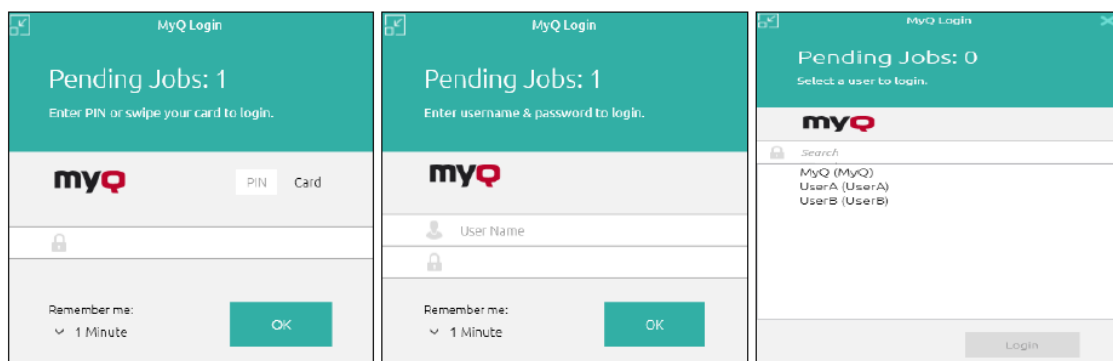 MyQ Login
Pending Jobs: 1
Enter PIN or swipe your card to login.
myQ
PIN Card
Remember me:
1 Minute
OK
MyQ Login
Pending Jobs: 1
Enter username & password to login.
myQ
User Name
Remember me:
1 Minute
OK
MyQ Login
Pending Jobs: 0
Select a user to login.
myQ
Search
MyQ (MyQ)
UserA (UserA)
UserB (UserB)
Login